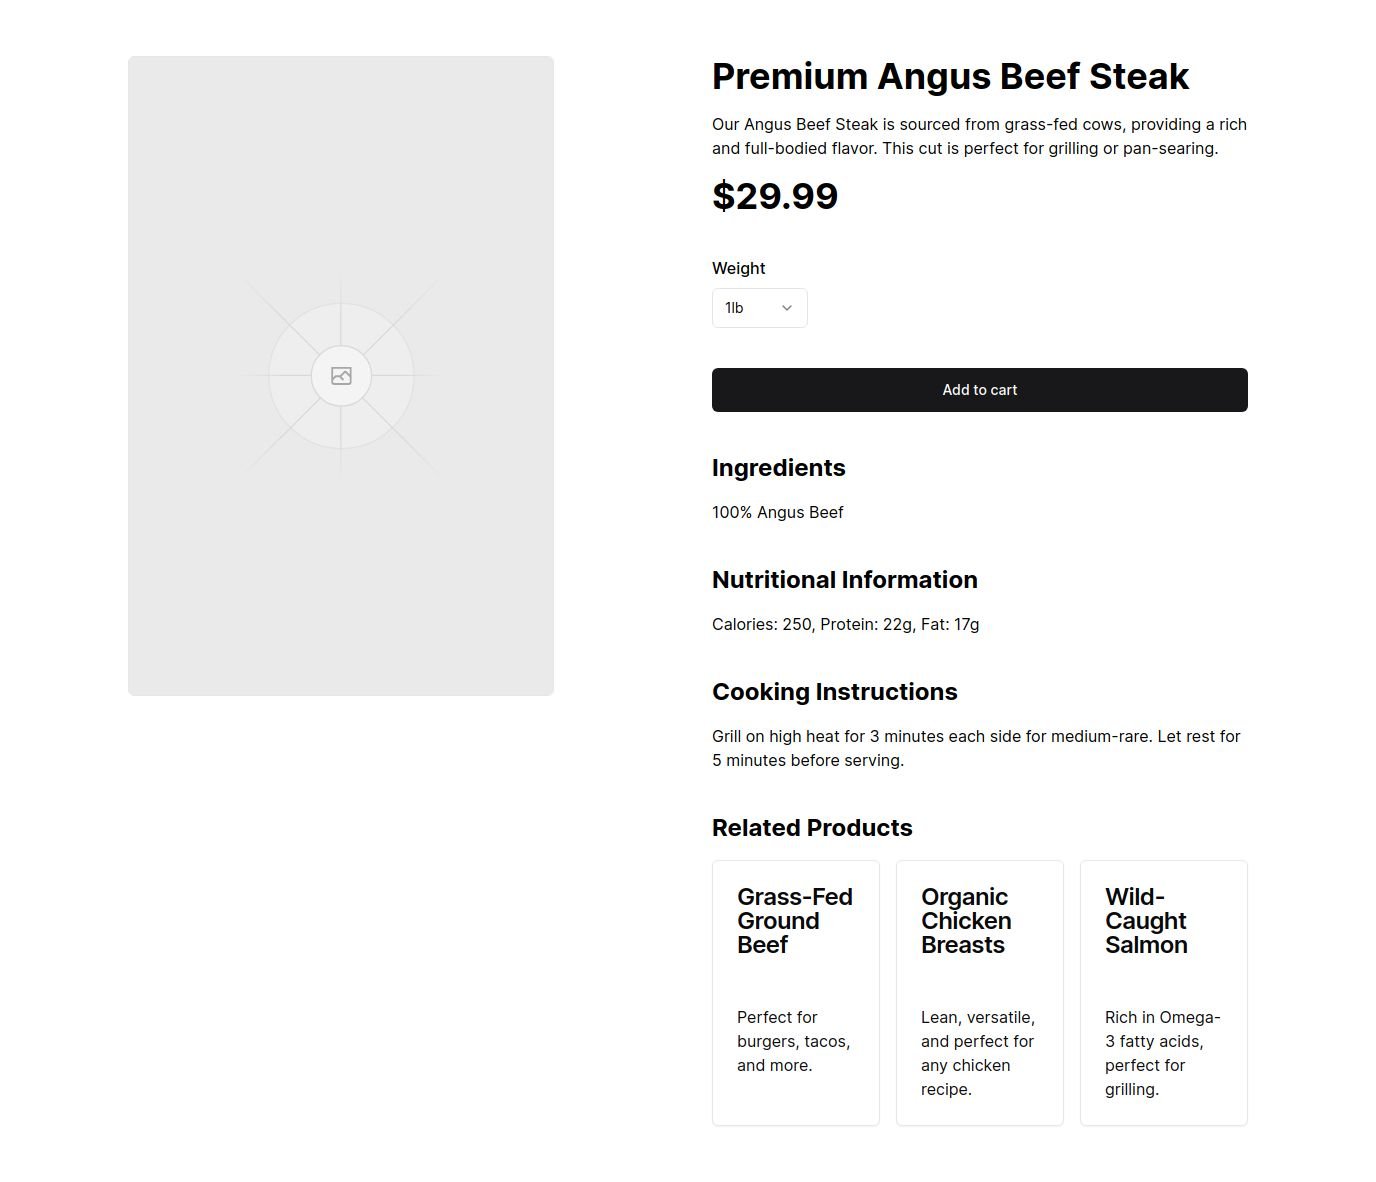 Premium Angus Beef Steak
Our Angus Beef Steak is sourced from grass-fed cows, providing a rich
and full-bodied flavor. This cut is perfect for grilling or pan-searing.
$29.99
Weight
1lb
Add to cart
Ingredients
100% Angus Beef
Nutritional Information
Calories: 250, Protein: 22g, Fat: 17g
Cooking Instructions
Grill on high heat for 3 minutes each side for medium-rare. Let rest for
5 minutes before serving.
Related Products
Grass-Fed
Ground
Beef
Perfect for
burgers, tacos,
and more.
Organic
Chicken
Breasts
Lean, versatile,
and perfect for
any chicken
recipe.
Wild-
Caught
Salmon
Rich in Omega-
3 fatty acids,
perfect for
grilling.